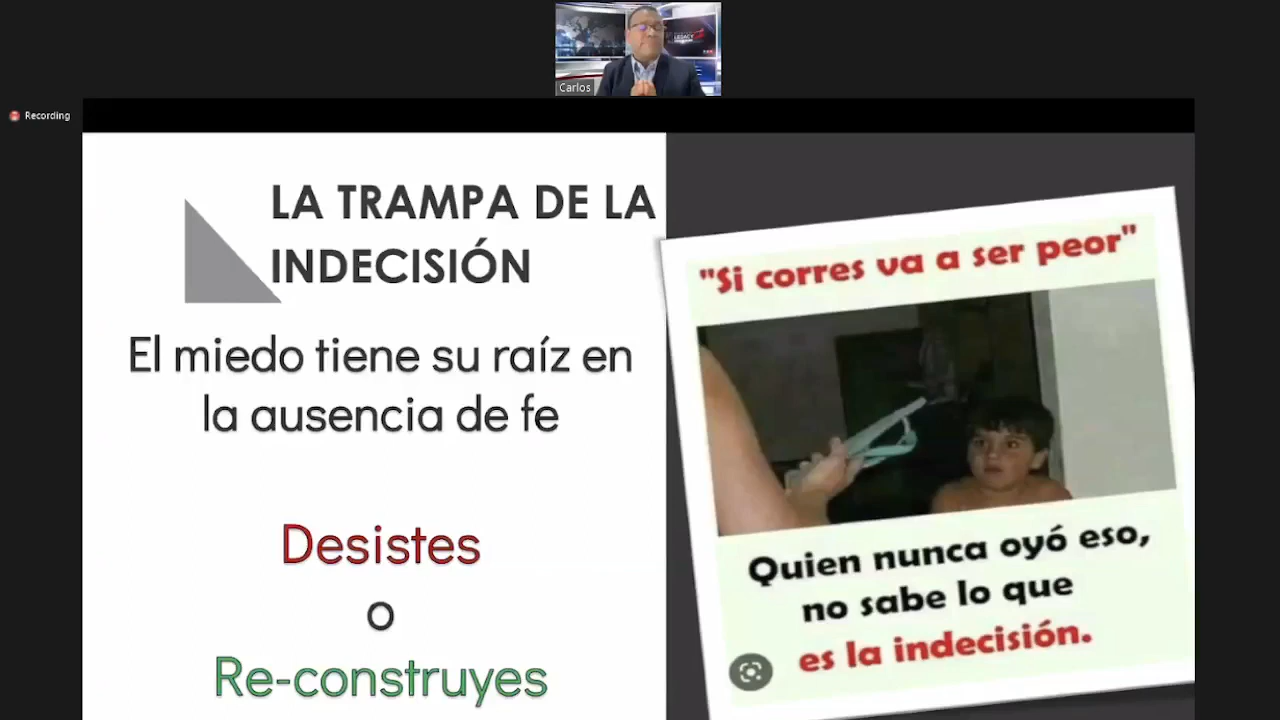 LEGACY
Carlos
Recording
LA TRAMPA DE LA
INDECISIÓN
El miedo tiene su raíz en
la ausencia de fe
Desistes
o
Re-construyes
"Si corres va a ser peor"
Quien nunca oyó eso,
no sabe lo que
es la indecisión.